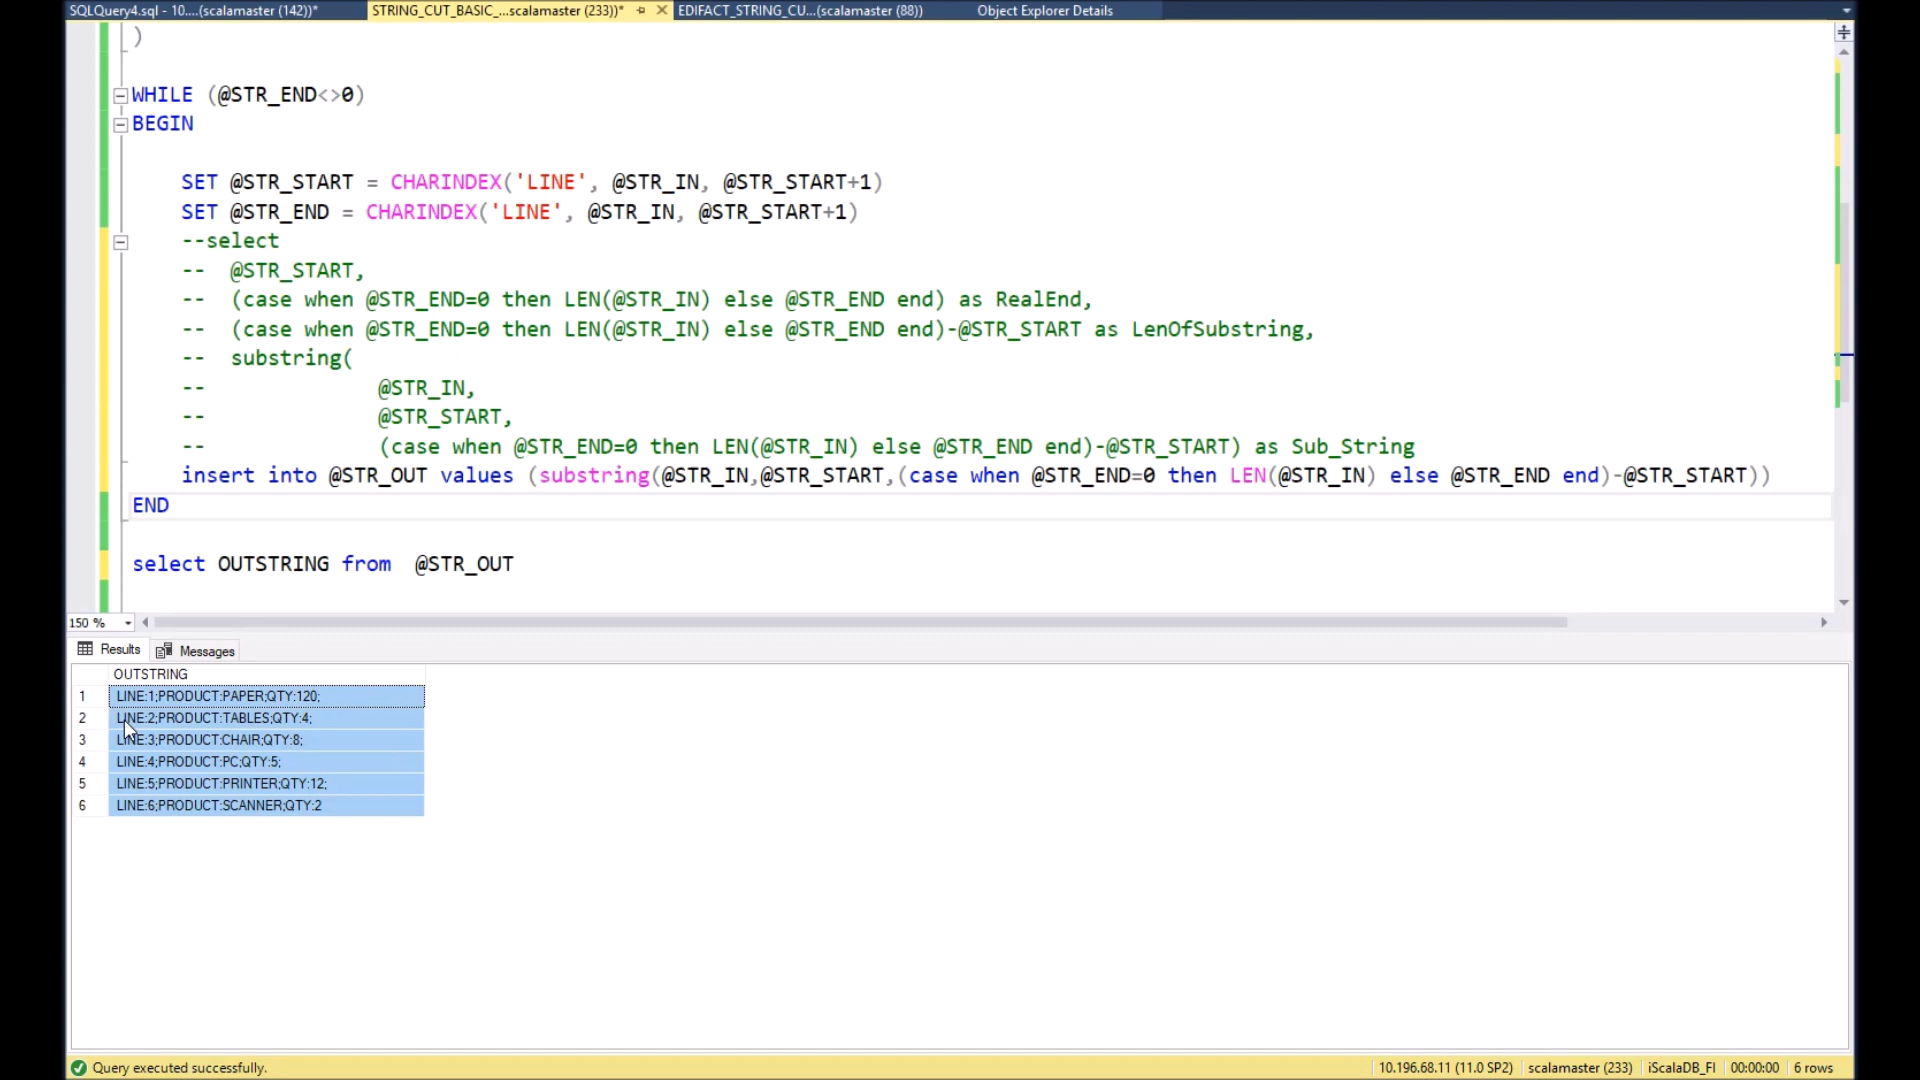 SQLQuery4.sql - 10....(scalamaster (142))* STRING_CUT_BASIC_...scalamaster (233))* EDIFACT_STRING_CU...(scalamaster (88)) Object Explorer Details
)
WHILE (@STR_END<>0)
BEGIN
SET @STR_START = CHARINDEX('LINE', @STR_IN, @STR_START+1)
SET @STR_END = CHARINDEX('LINE', @STR_IN, @STR_START+1)
--select
-- @STR_START,
-- (case when @STR_END=0 then LEN(@STR_IN) else @STR_END end) as RealEnd,
-- (case when @STR_END=0 then LEN(@STR_IN) else @STR_END end)-@STR_START as LenOfSubstring,
-- substring(
-- @STR_IN,
-- @STR_START,
-- (case when @STR_END=0 then LEN(@STR_IN) else @STR_END end)-@STR_START) as Sub_String
insert into @STR_OUT values (substring(@STR_IN,@STR_START,(case when @STR_END=0 then LEN(@STR_IN) else @STR_END end)-@STR_START))
END
select OUTSTRING from @STR_OUT
150 %
Results Messages
OUTSTRING
1 LINE:1;PRODUCT:PAPER;QTY:120;
2 LINE:2;PRODUCT:TABLES;QTY:4;
3 LINE:3;PRODUCT:CHAIR;QTY:8;
4 LINE:4;PRODUCT:PC;QTY:5;
5 LINE:5;PRODUCT:PRINTER;QTY:12;
6 LINE:6;PRODUCT:SCANNER;QTY:2
Query executed successfully. 10.196.68.11 (11.0 SP2) scalamaster (233) iScalaDB_FI 00:00:00 6 rows